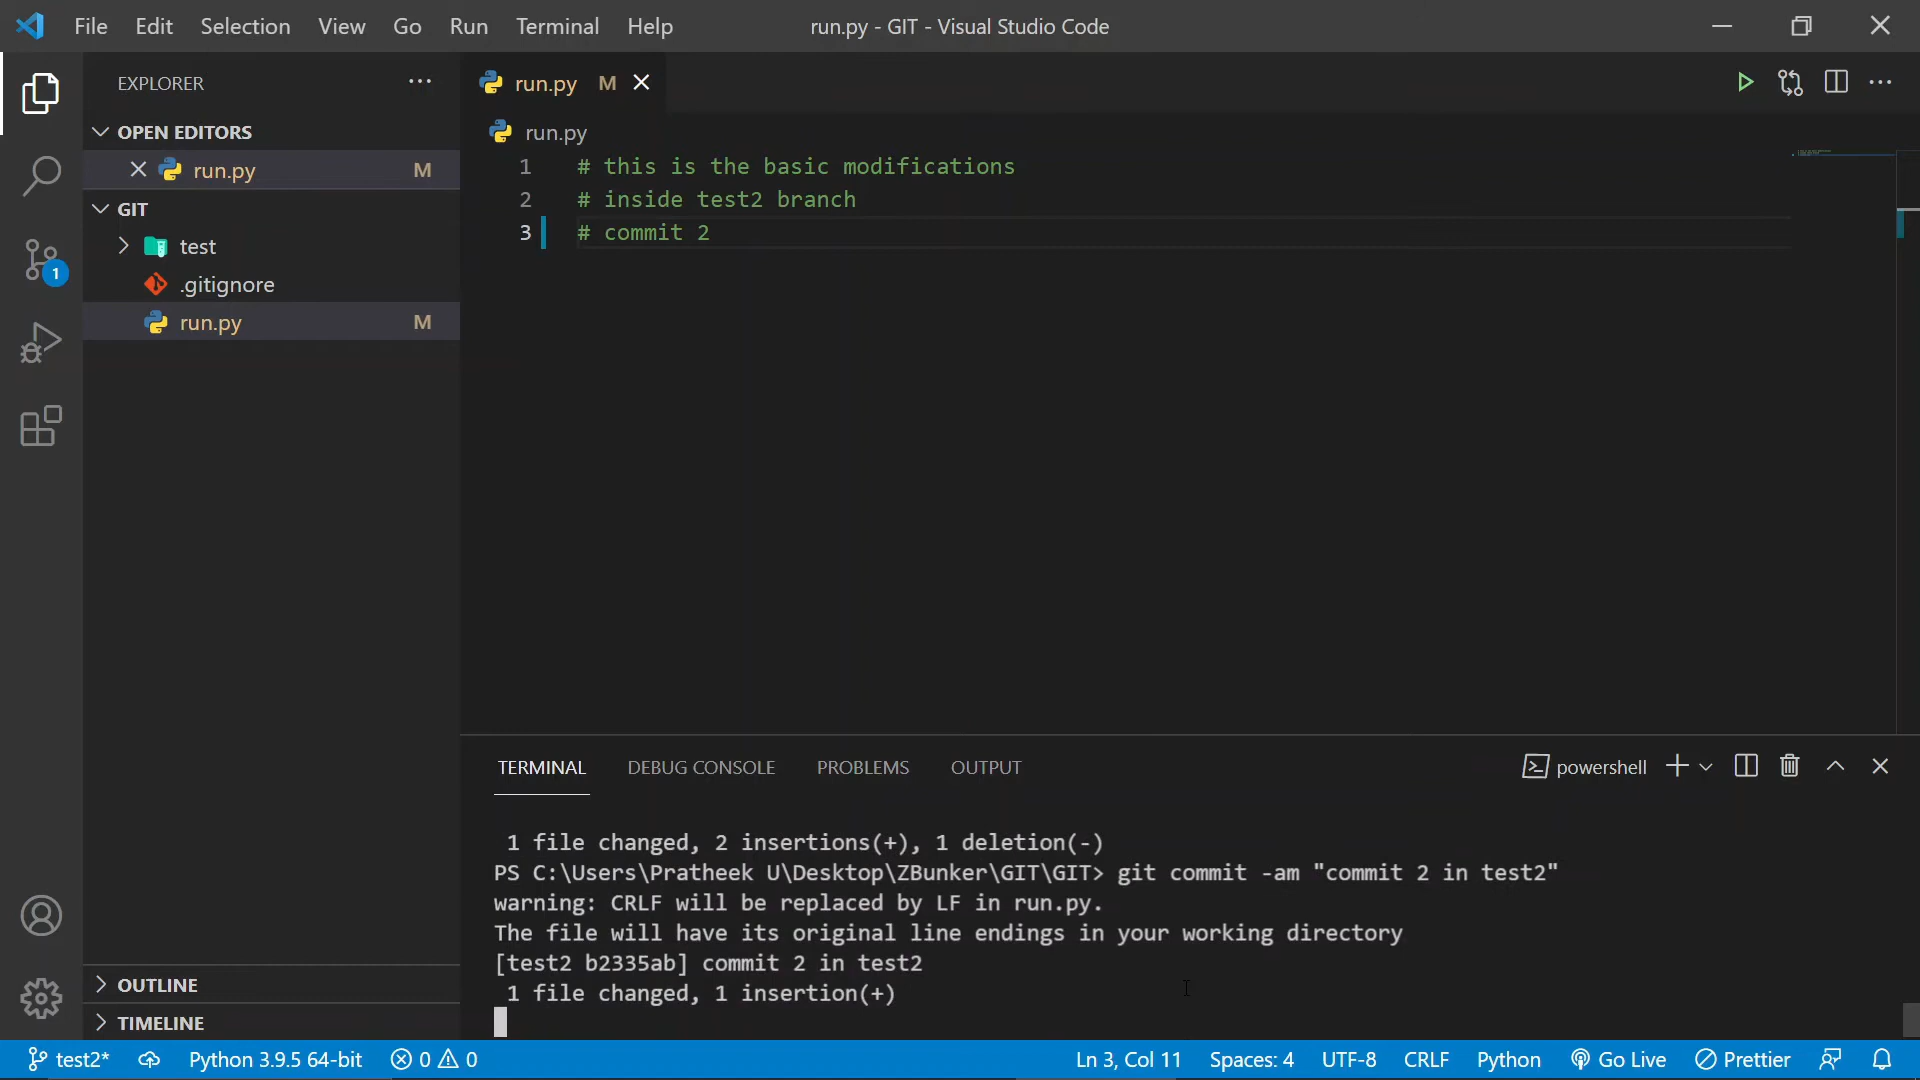 File Edit Selection View Go Run Terminal Help run.py - GIT - Visual Studio Code
EXPLORER
OPEN EDITORS
run.py M
GIT
test
.gitignore
run.py M
OUTLINE
TIMELINE
1
run.py M
run.py
1 # this is the basic modifications
2 # inside test2 branch
3 # commit 2
TERMINAL DEBUG CONSOLE PROBLEMS OUTPUT powershell
1 file changed, 2 insertions(+), 1 deletion(-)
PS C:\Users\Pratheek U\Desktop\ZBunker\GIT\GIT> git commit -am "commit 2 in test2"
warning: CRLF will be replaced by LF in run.py.
The file will have its original line endings in your working directory
[test2 b2335ab] commit 2 in test2
1 file changed, 1 insertion(+)
test2* Python 3.9.5 64-bit 0 0 Ln 3, Col 11 Spaces: 4 UTF-8 CRLF Python Go Live Prettier